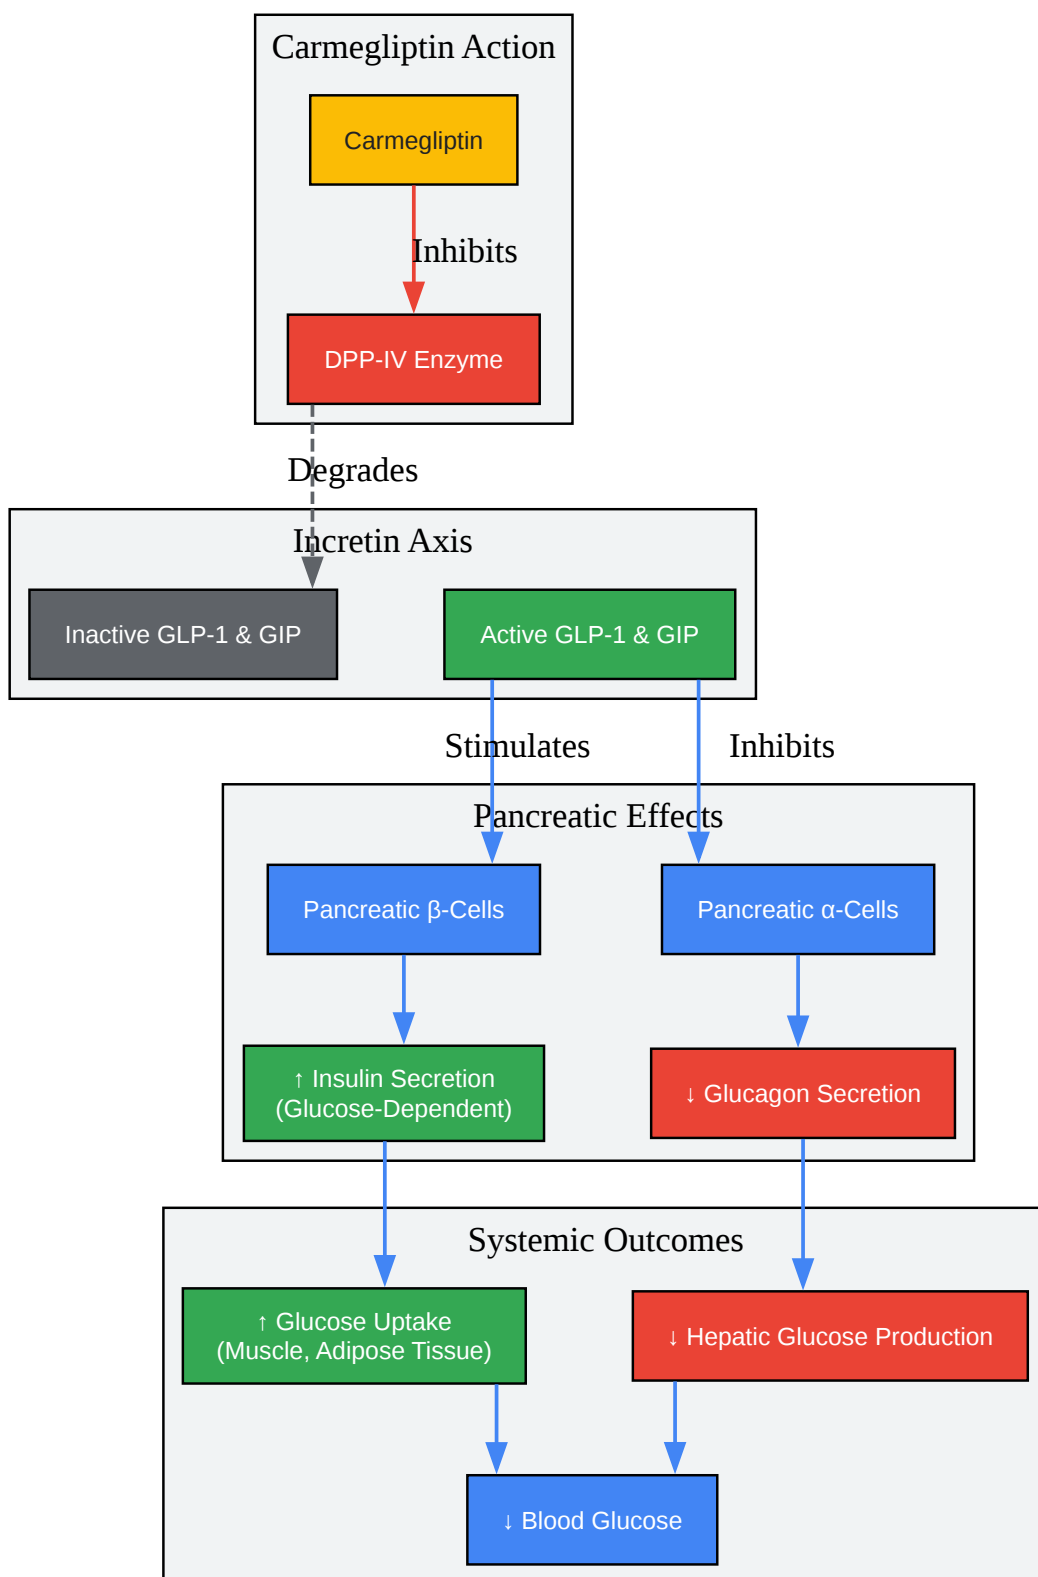 Carmegliptin Action
Carmegliptin
Inhibits
DPP-IV Enzyme
Degrades
Incretin Axis
Inactive GLP-1 & GIP
Active GLP-1 & GIP
Stimulates
Inhibits
Pancreatic Effects
Pancreatic β-Cells
Pancreatic α-Cells
↑ Insulin Secretion
(Glucose-Dependent)
↓ Glucagon Secretion
Systemic Outcomes
↑ Glucose Uptake
(Muscle, Adipose Tissue)
↓ Hepatic Glucose Production
↓ Blood Glucose